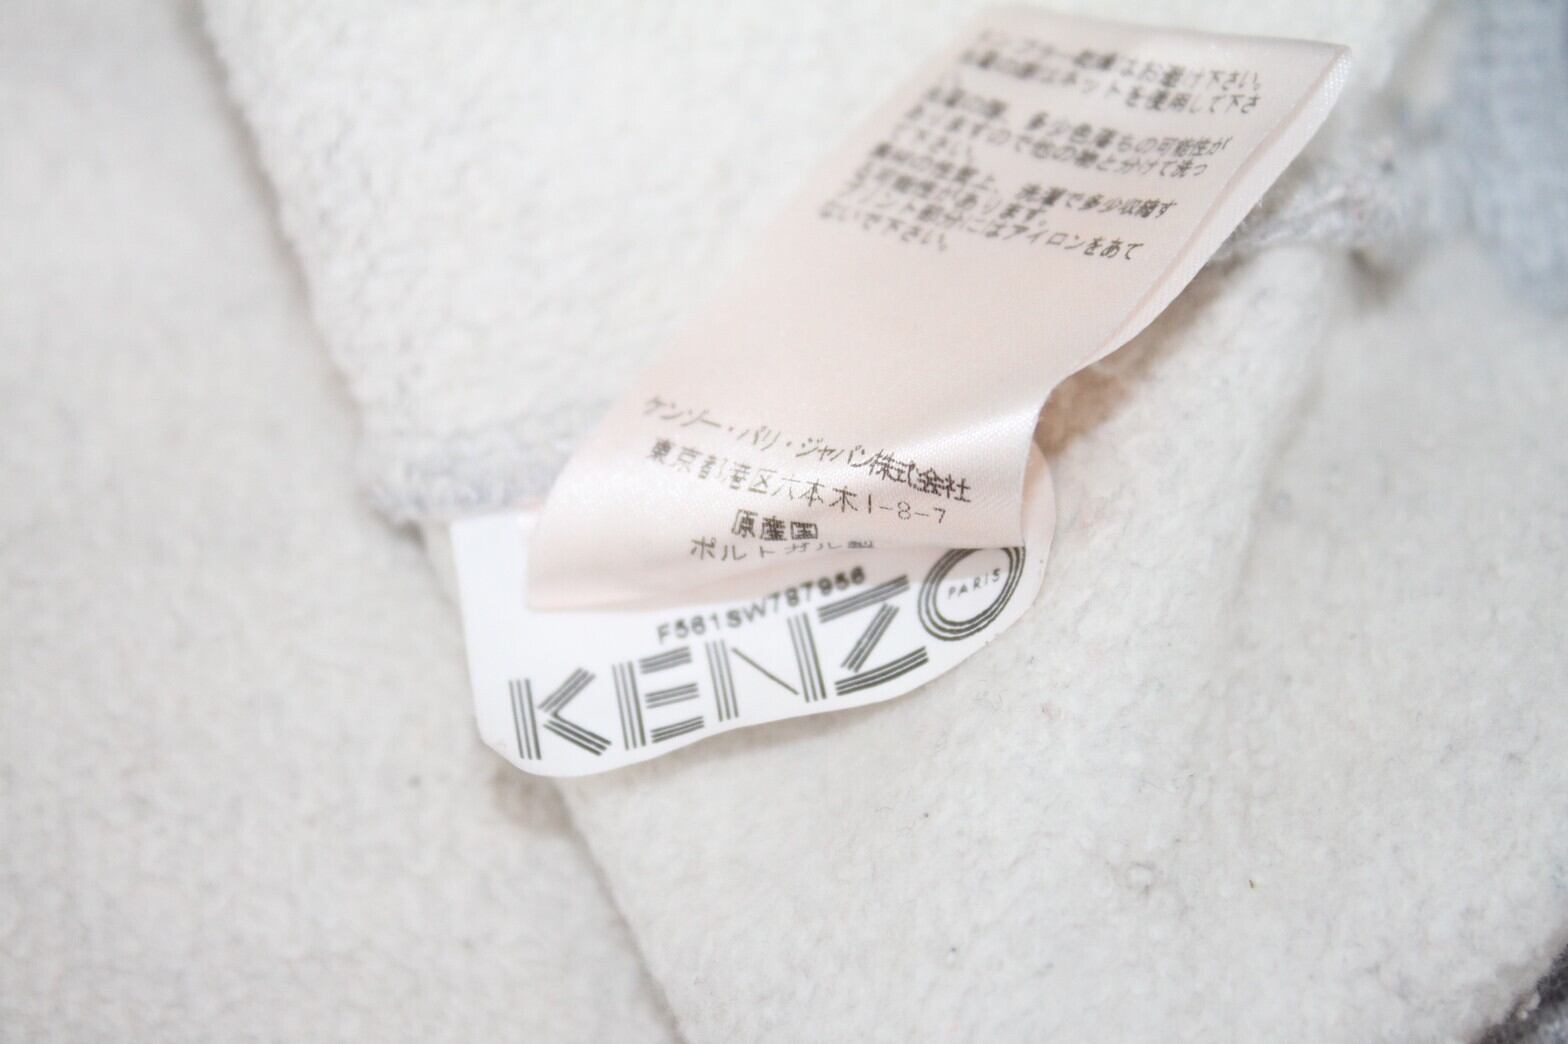 タンブラー乾燥はお避け下さい。
洗濯の際はネットを使用して下さ
洗濯の際、多少色落ちの可能性が
ありますので他の物と分けて洗っ
て下さい。
素材の性質上、洗濯で多少収縮す
る可能性があります。
プリント部分にはアイロンをあて
ないで下さい。
ケンゾー・パリ・ジャパン株式会社
東京都港区六本木1-8-7
原産国
ポルトガル製
F561SW787956
KENZO
PARIS